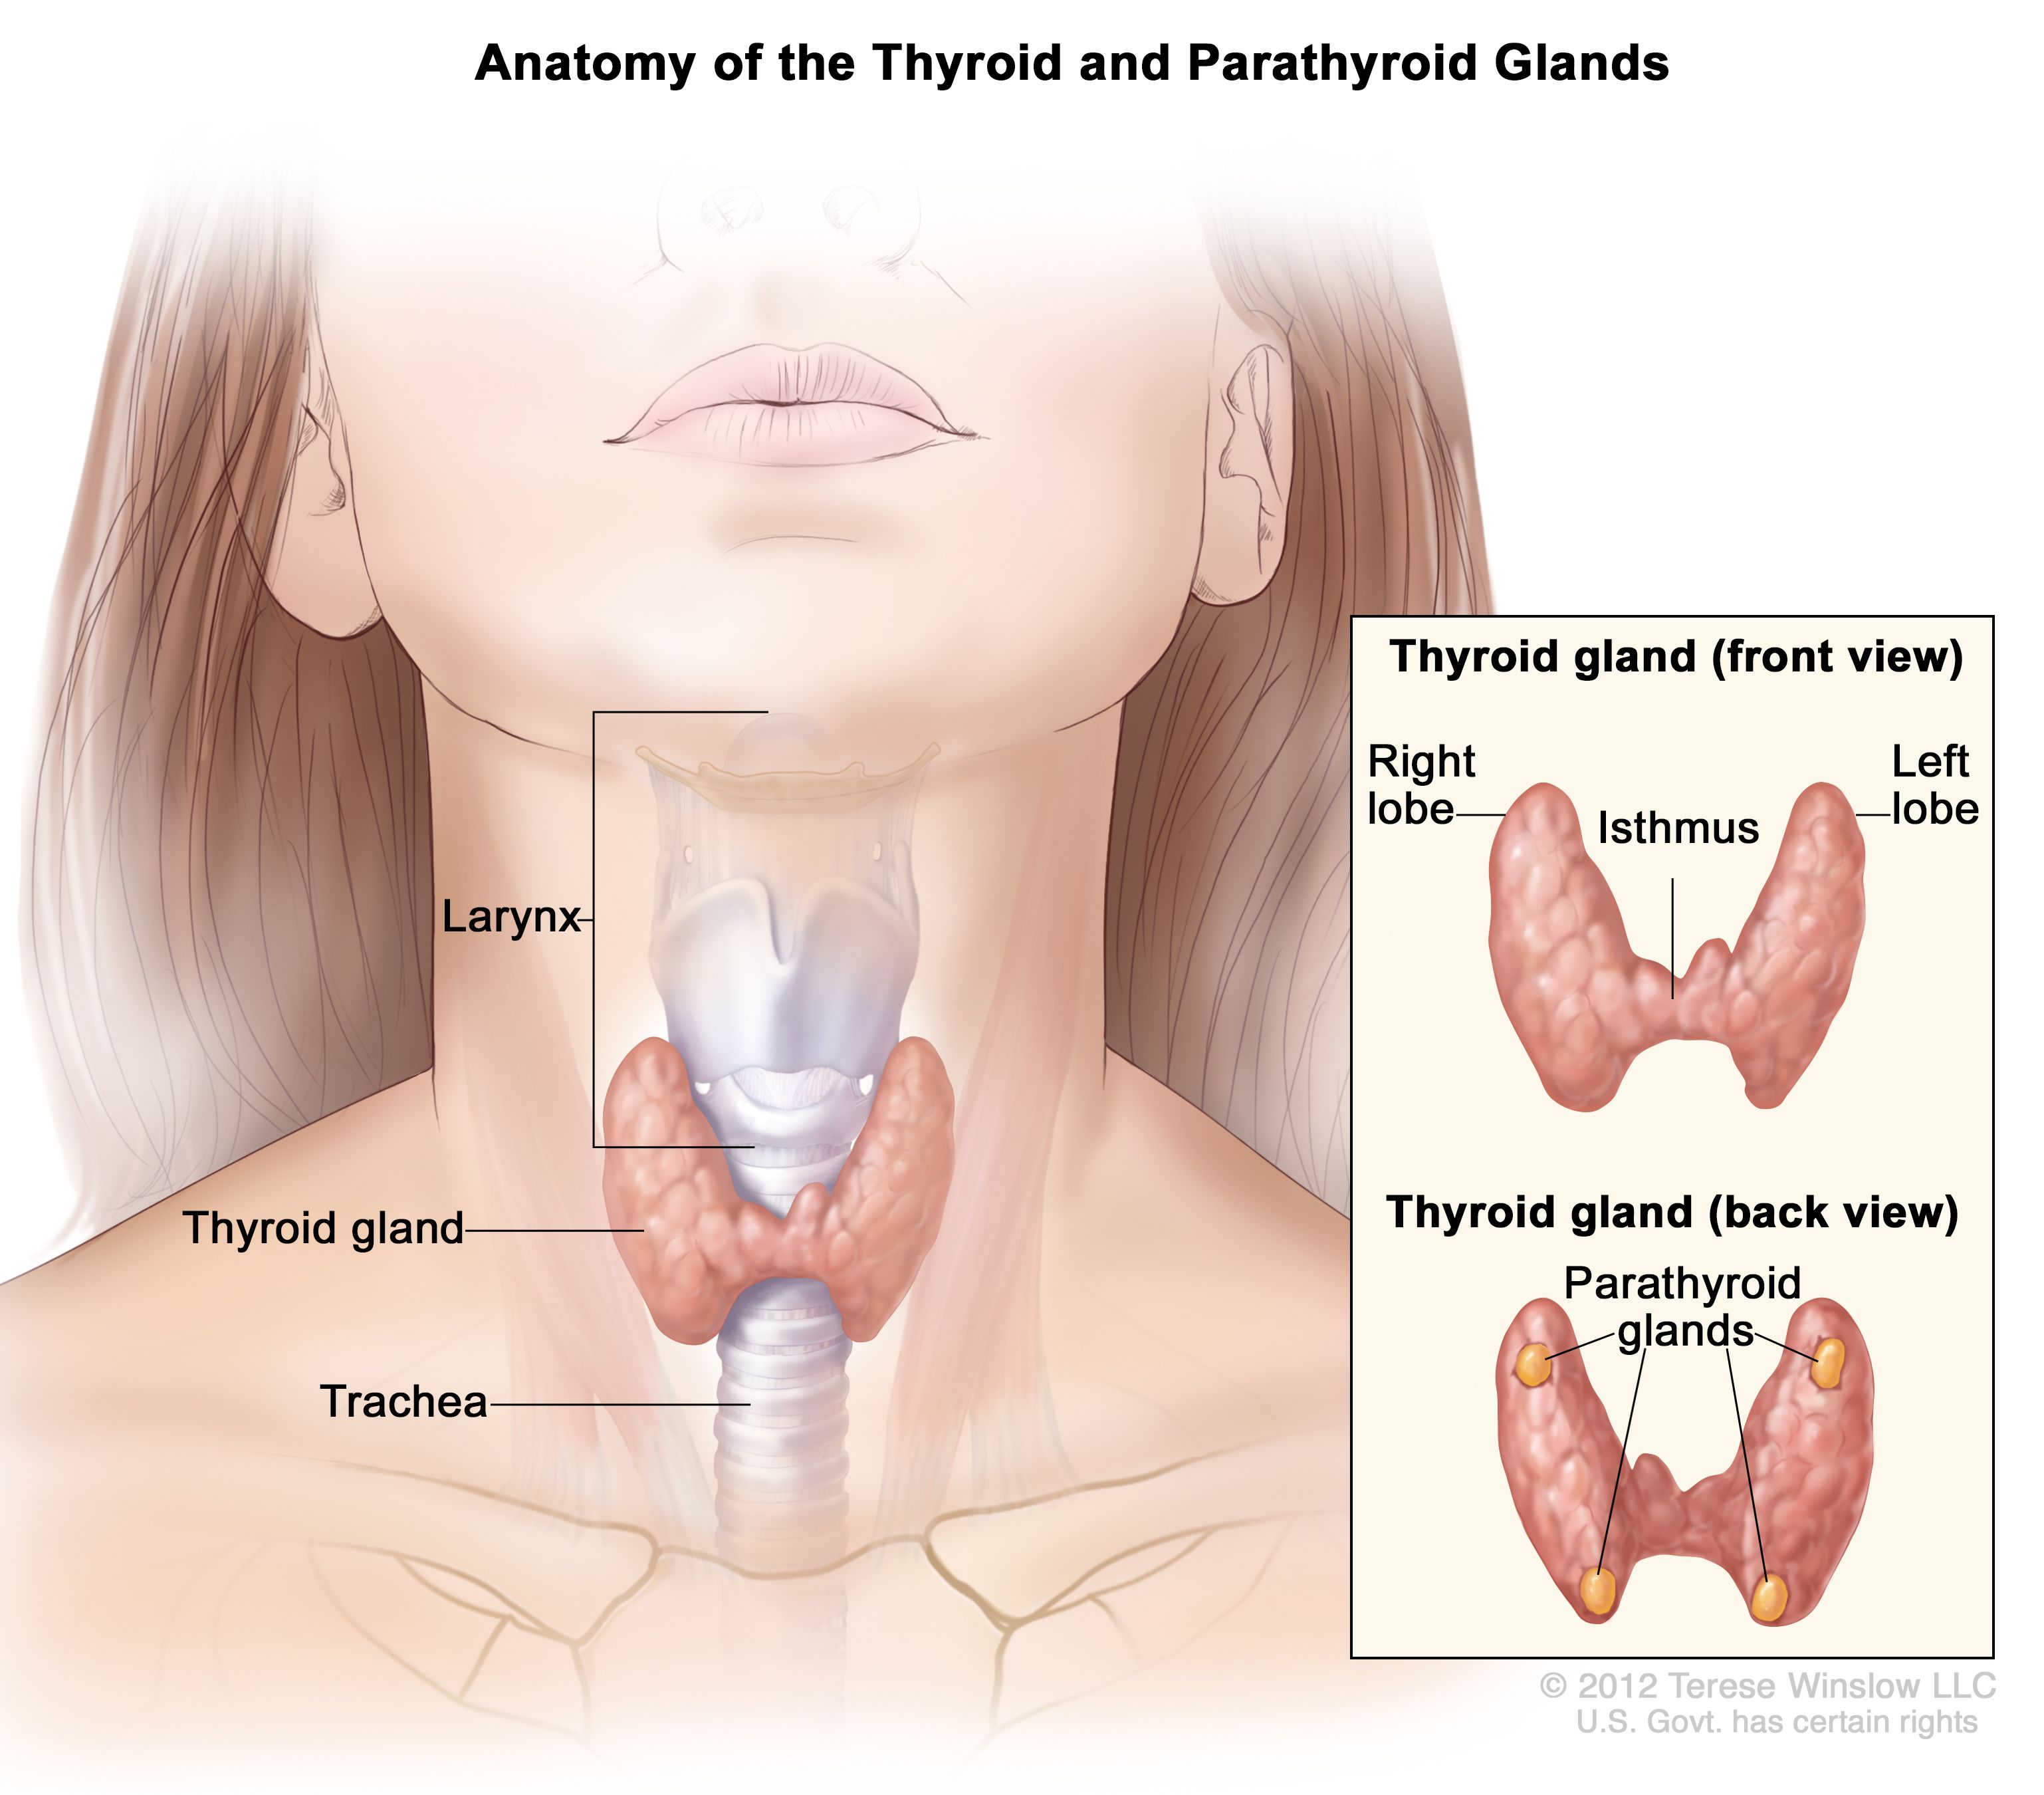 Anatomy of the Thyroid and Parathyroid Glands
Larynx
Thyroid gland
Trachea
Thyroid gland (front view)
Right
lobe
Isthmus
Left
lobe
Thyroid gland (back view)
Parathyroid
glands
© 2012 Terese Winslow LLC
U.S. Govt. has certain rights